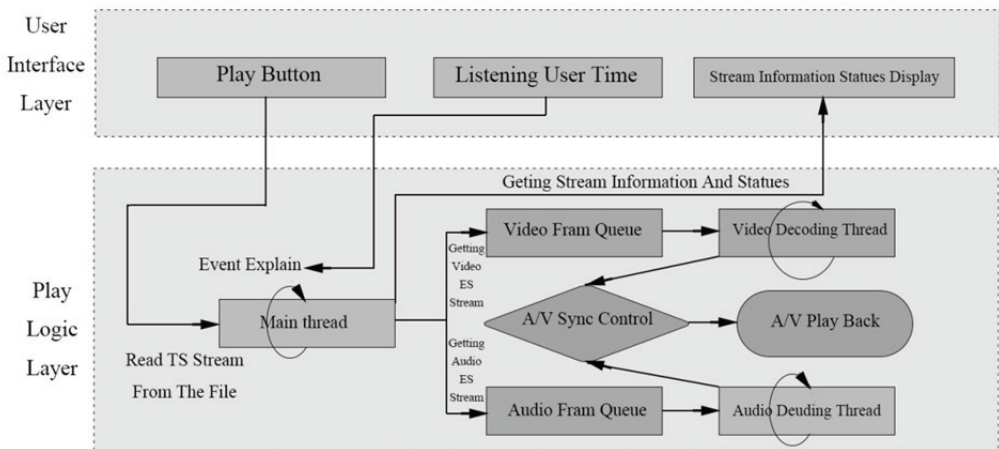 User
Interface
Layer
Play Button
Listening User Time
Stream Information Statues Display
Geting Stream Information And Statues
Video Fram Queue
Video Decoding Thread
Getting
Video
ES
Stream
Event Explain
Play
Logic
Layer
Main thread
A/V Sync Control
A/V Play Back
Read TS Stream
From The File
Getting
Audio
ES
Stream
Audio Fram Queue
Audio Deuding Thread